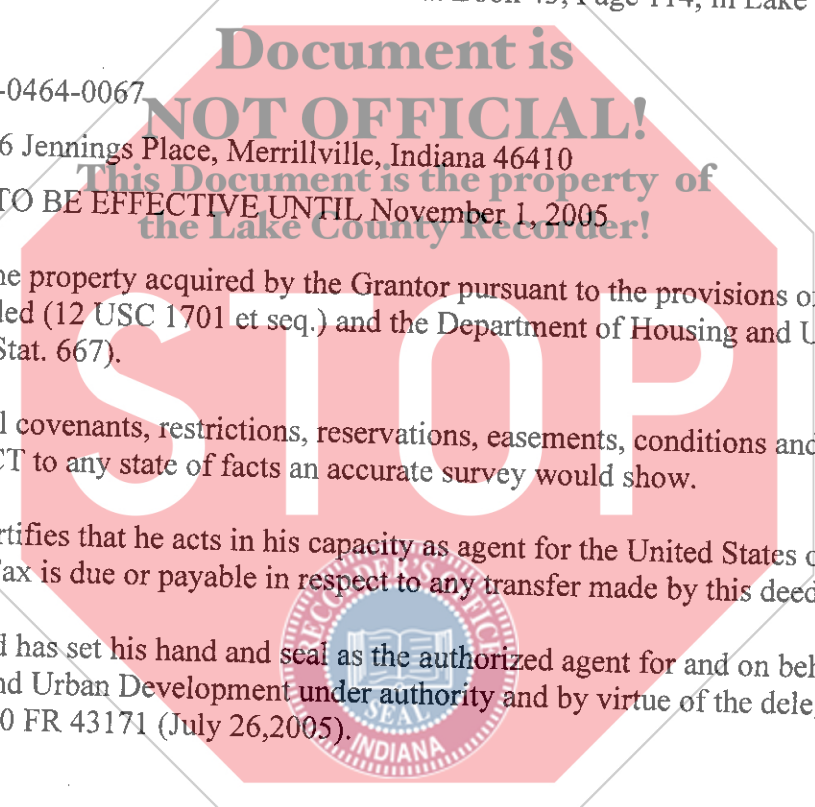 Page 114, in Lake
Document is
-0464-0067
NOT OFFICIAL!
6 Jennings Place, Merrillville, Indiana 46410
This Document is the property of
TO BE EFFECTIVE UNTIL November 1, 2005
the Lake County Recorder!
ne property acquired by the Grantor pursuant to the provisions of
led (12 USC 1701 et seq.) and the Department of Housing and U
Stat. 667).
STOP
l covenants, restrictions, reservations, easements, conditions and
CT to any state of facts an accurate survey would show.
rtifies that he acts in his capacity as agent for the United States o
Tax is due or payable in respect to any transfer made by this deed
d has set his hand and seal as the authorized agent for and on beh
nd Urban Development under authority and by virtue of the dele
0 FR 43171 (July 26,2005).
RECORDER'S OFFICE
SEAL
INDIANA